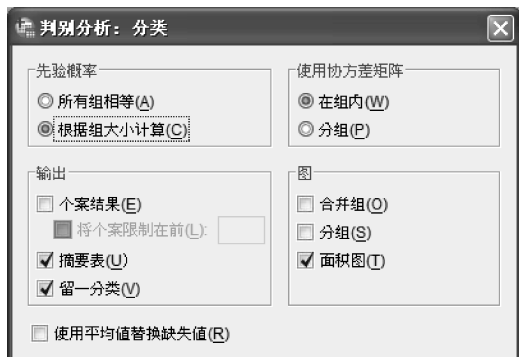 判别分析：分类
先验概率
所有组相等(A)
根据组大小计算(C)
使用协方差矩阵
在组内(W)
分组(P)
输出
个案结果(E)
将个案限制在前(L):
摘要表(U)
留一分类(V)
图
合并组(O)
分组(S)
面积图(T)
使用平均值替换缺失值(R)